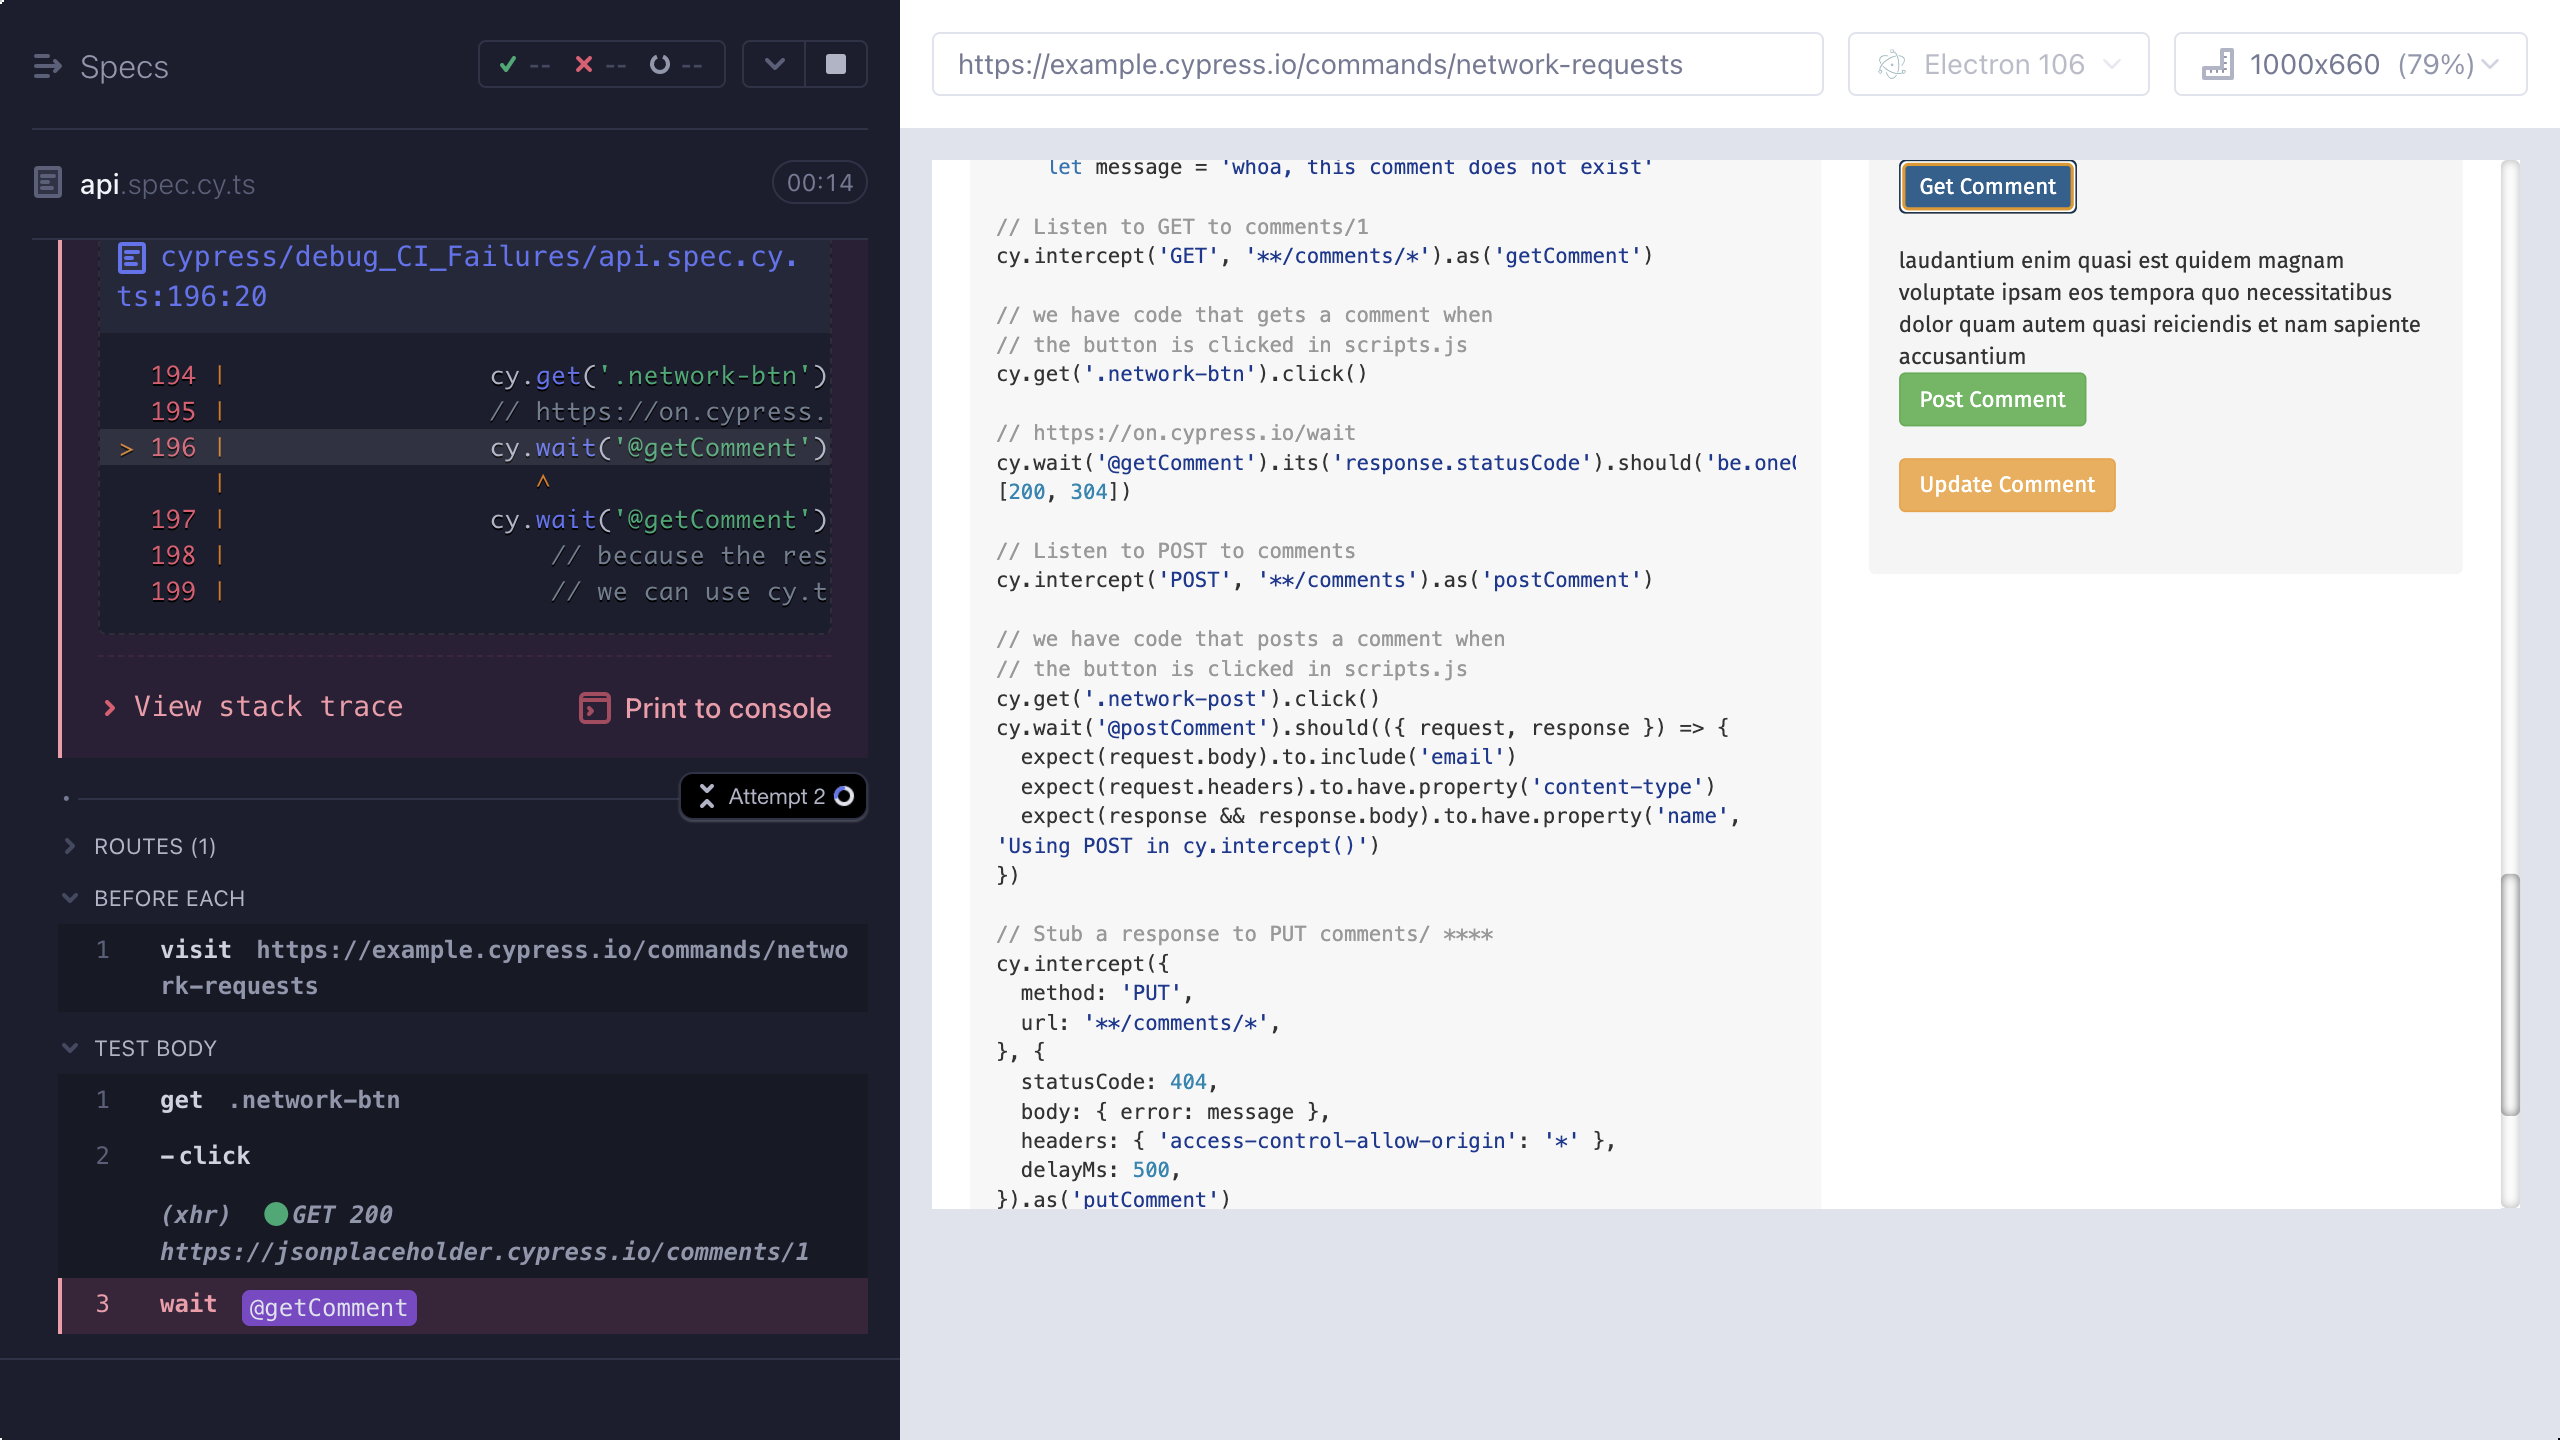 Specs
-- -- --
api.spec.cy.ts
00:14
cypress/debug_CI_Failures/api.spec.cy.
ts:196:20
194 | cy.get('.network-btn')
195 | // https://on.cypress.
> 196 | cy.wait('@getComment')
| ^
197 | cy.wait('@getComment')
198 | // because the res
199 | // we can use cy.t
View stack trace
Print to console
Attempt 2
ROUTES (1)
BEFORE EACH
1 visit https://example.cypress.io/commands/netwo
rk-requests
TEST BODY
1 get .network-btn
2 -click
(xhr) GET 200
https://jsonplaceholder.cypress.io/comments/1
3 wait @getComment
https://example.cypress.io/commands/network-requests
Electron 106
1000x660 (79%)
let message = 'whoa, this comment does not exist'
// Listen to GET to comments/1
cy.intercept('GET', '**/comments/*').as('getComment')
// we have code that gets a comment when
// the button is clicked in scripts.js
cy.get('.network-btn').click()
// https://on.cypress.io/wait
cy.wait('@getComment').its('response.statusCode').should('be.one
[200, 304])
// Listen to POST to comments
cy.intercept('POST', '**/comments').as('postComment')
// we have code that posts a comment when
// the button is clicked in scripts.js
cy.get('.network-post').click()
cy.wait('@postComment').should(({ request, response }) => {
expect(request.body).to.include('email')
expect(request.headers).to.have.property('content-type')
expect(response && response.body).to.have.property('name',
'Using POST in cy.intercept()')
})
// Stub a response to PUT comments/ ****
cy.intercept({
method: 'PUT',
url: '**/comments/*',
}, {
statusCode: 404,
body: { error: message },
headers: { 'access-control-allow-origin': '*' },
delayMs: 500,
}).as('putComment')
Get Comment
laudantium enim quasi est quidem magnam
voluptate ipsam eos tempora quo necessitatibus
dolor quam autem quasi reiciendis et nam sapiente
accusantium
Post Comment
Update Comment